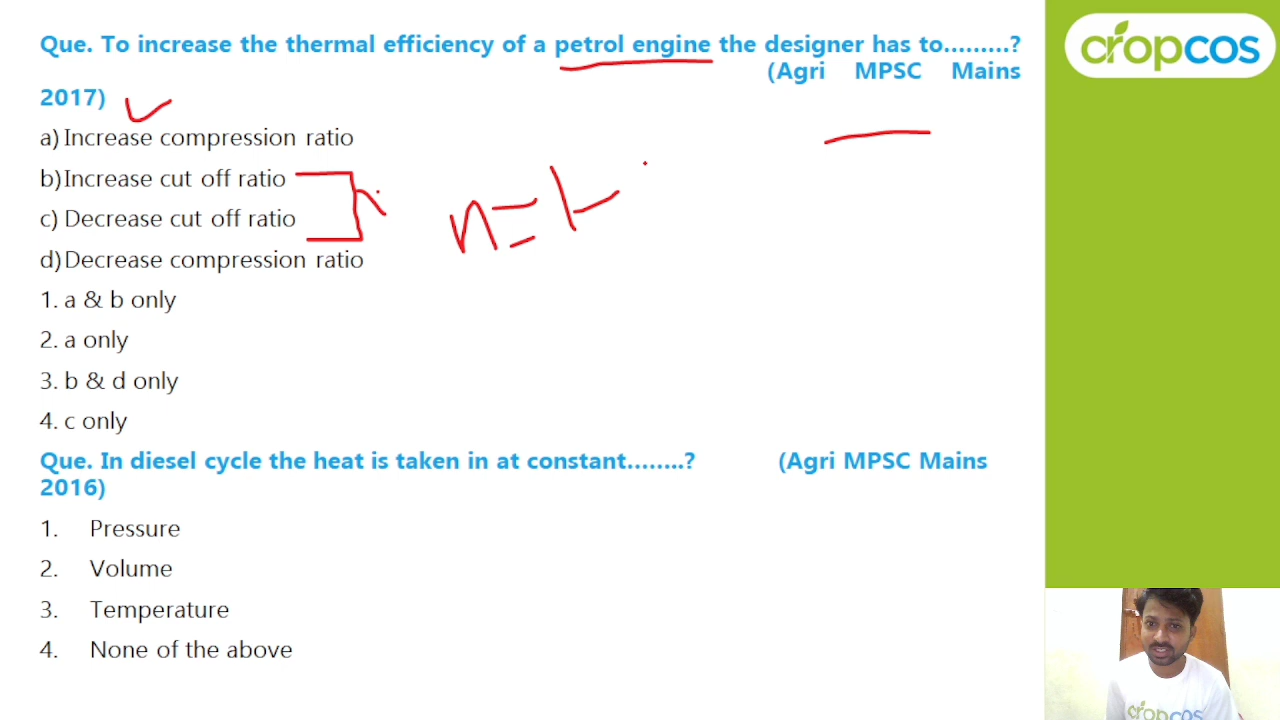 cropcos
Que. To increase the thermal efficiency of a petrol engine the designer has to.........?
(Agri MPSC Mains
2017)
a) Increase compression ratio
b)Increase cut off ratio
c) Decrease cut off ratio
d)Decrease compression ratio
n=1-
1. a & b only
2. a only
3. b & d only
4. c only
Que. In diesel cycle the heat is taken in at constant........? (Agri MPSC Mains
2016)
1. Pressure
2. Volume
3. Temperature
4. None of the above
cropcos